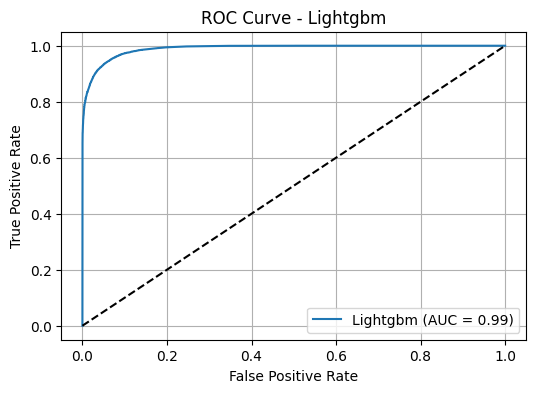 ROC Curve - Lightgbm
True Positive Rate
1.0
0.8
0.6
0.4
0.2
0.0
Lightgbm (AUC = 0.99)
0.0 0.2 0.4 0.6 0.8 1.0
False Positive Rate